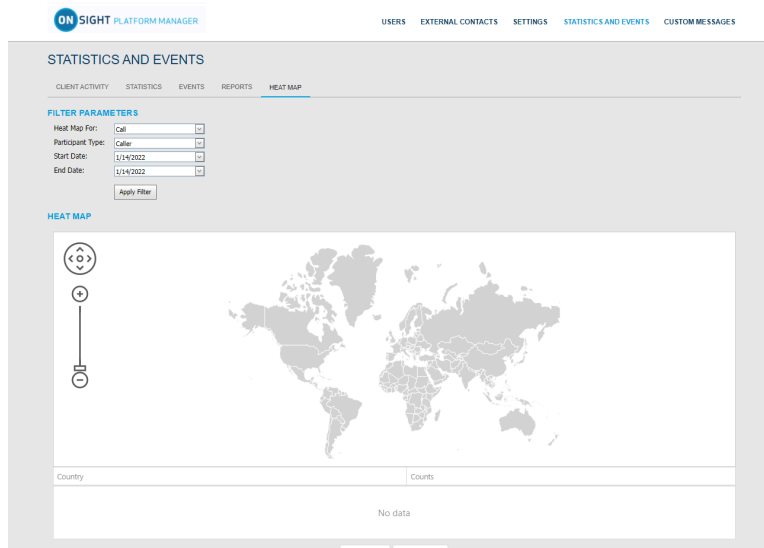 ONSIGHT PLATFORM MANAGER
USERS EXTERNAL CONTACTS SETTINGS STATISTICS AND EVENTS CUSTOM MESSAGES
STATISTICS AND EVENTS
CLIENT ACTIVITY STATISTICS EVENTS REPORTS HEAT MAP
FILTER PARAMETERS
Heat Map For: Call
Participant Type: Caller
Start Date: 1/14/2022
End Date: 1/14/2022
Apply Filter
HEAT MAP
Country Counts
No data